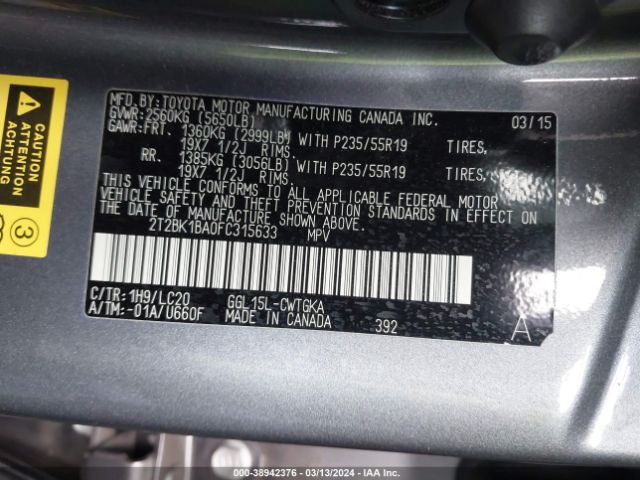 MFD.BY:TOYOTA MOTOR MANUFACTURING CANADA INC. 03/15
GVWR:2560KG (5650LB)
GAWR:FRT. 1360KG (2999LB) WITH P235/55R19 TIRES,
19X7 1/2J RIMS.
RR. 1385KG (3056LB) WITH P235/55R19 TIRES,
19X7 1/2J RIMS.
THIS VEHICLE CONFORMS TO ALL APPLICABLE FEDERAL MOTOR
VEHICLE SAFETY AND THEFT PREVENTION STANDARDS IN EFFECT
ON THE DATE OF MANUFACTURE SHOWN ABOVE.
2T2BK1BA0FC315633 MPV
C/TR: 1H9/LC20 GGL15L-CWTGKA
A/TM:-01A/U660F MADE IN CANADA 392 A
3
000-38942376 - 03/13/2024 - IAA Inc.